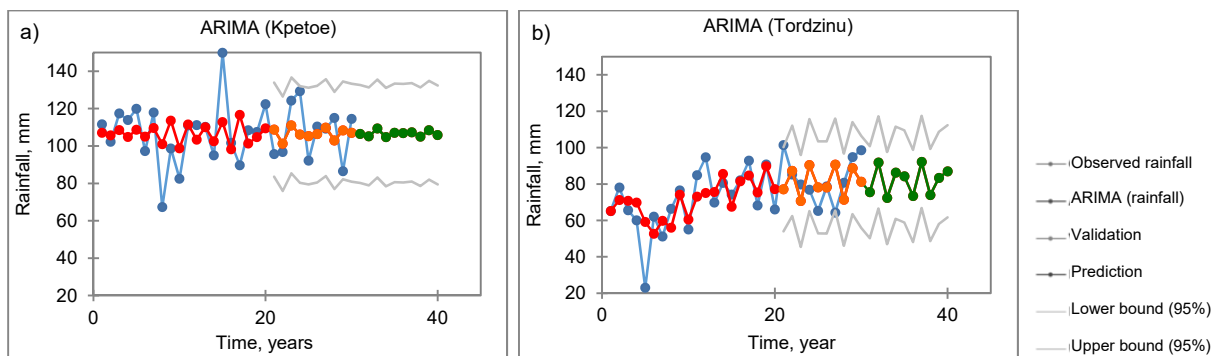 a)
ARIMA (Kpetoe)
140
120
100
80
60
40
20
0
20
40
Rainfall, mm
Time, years
b)
ARIMA (Tordzinu)
140
120
100
80
60
40
20
0
20
40
Rainfall, mm
Time, year
Observed rainfall
ARIMA (rainfall)
Validation
Prediction
Lower bound (95%)
Upper bound (95%)